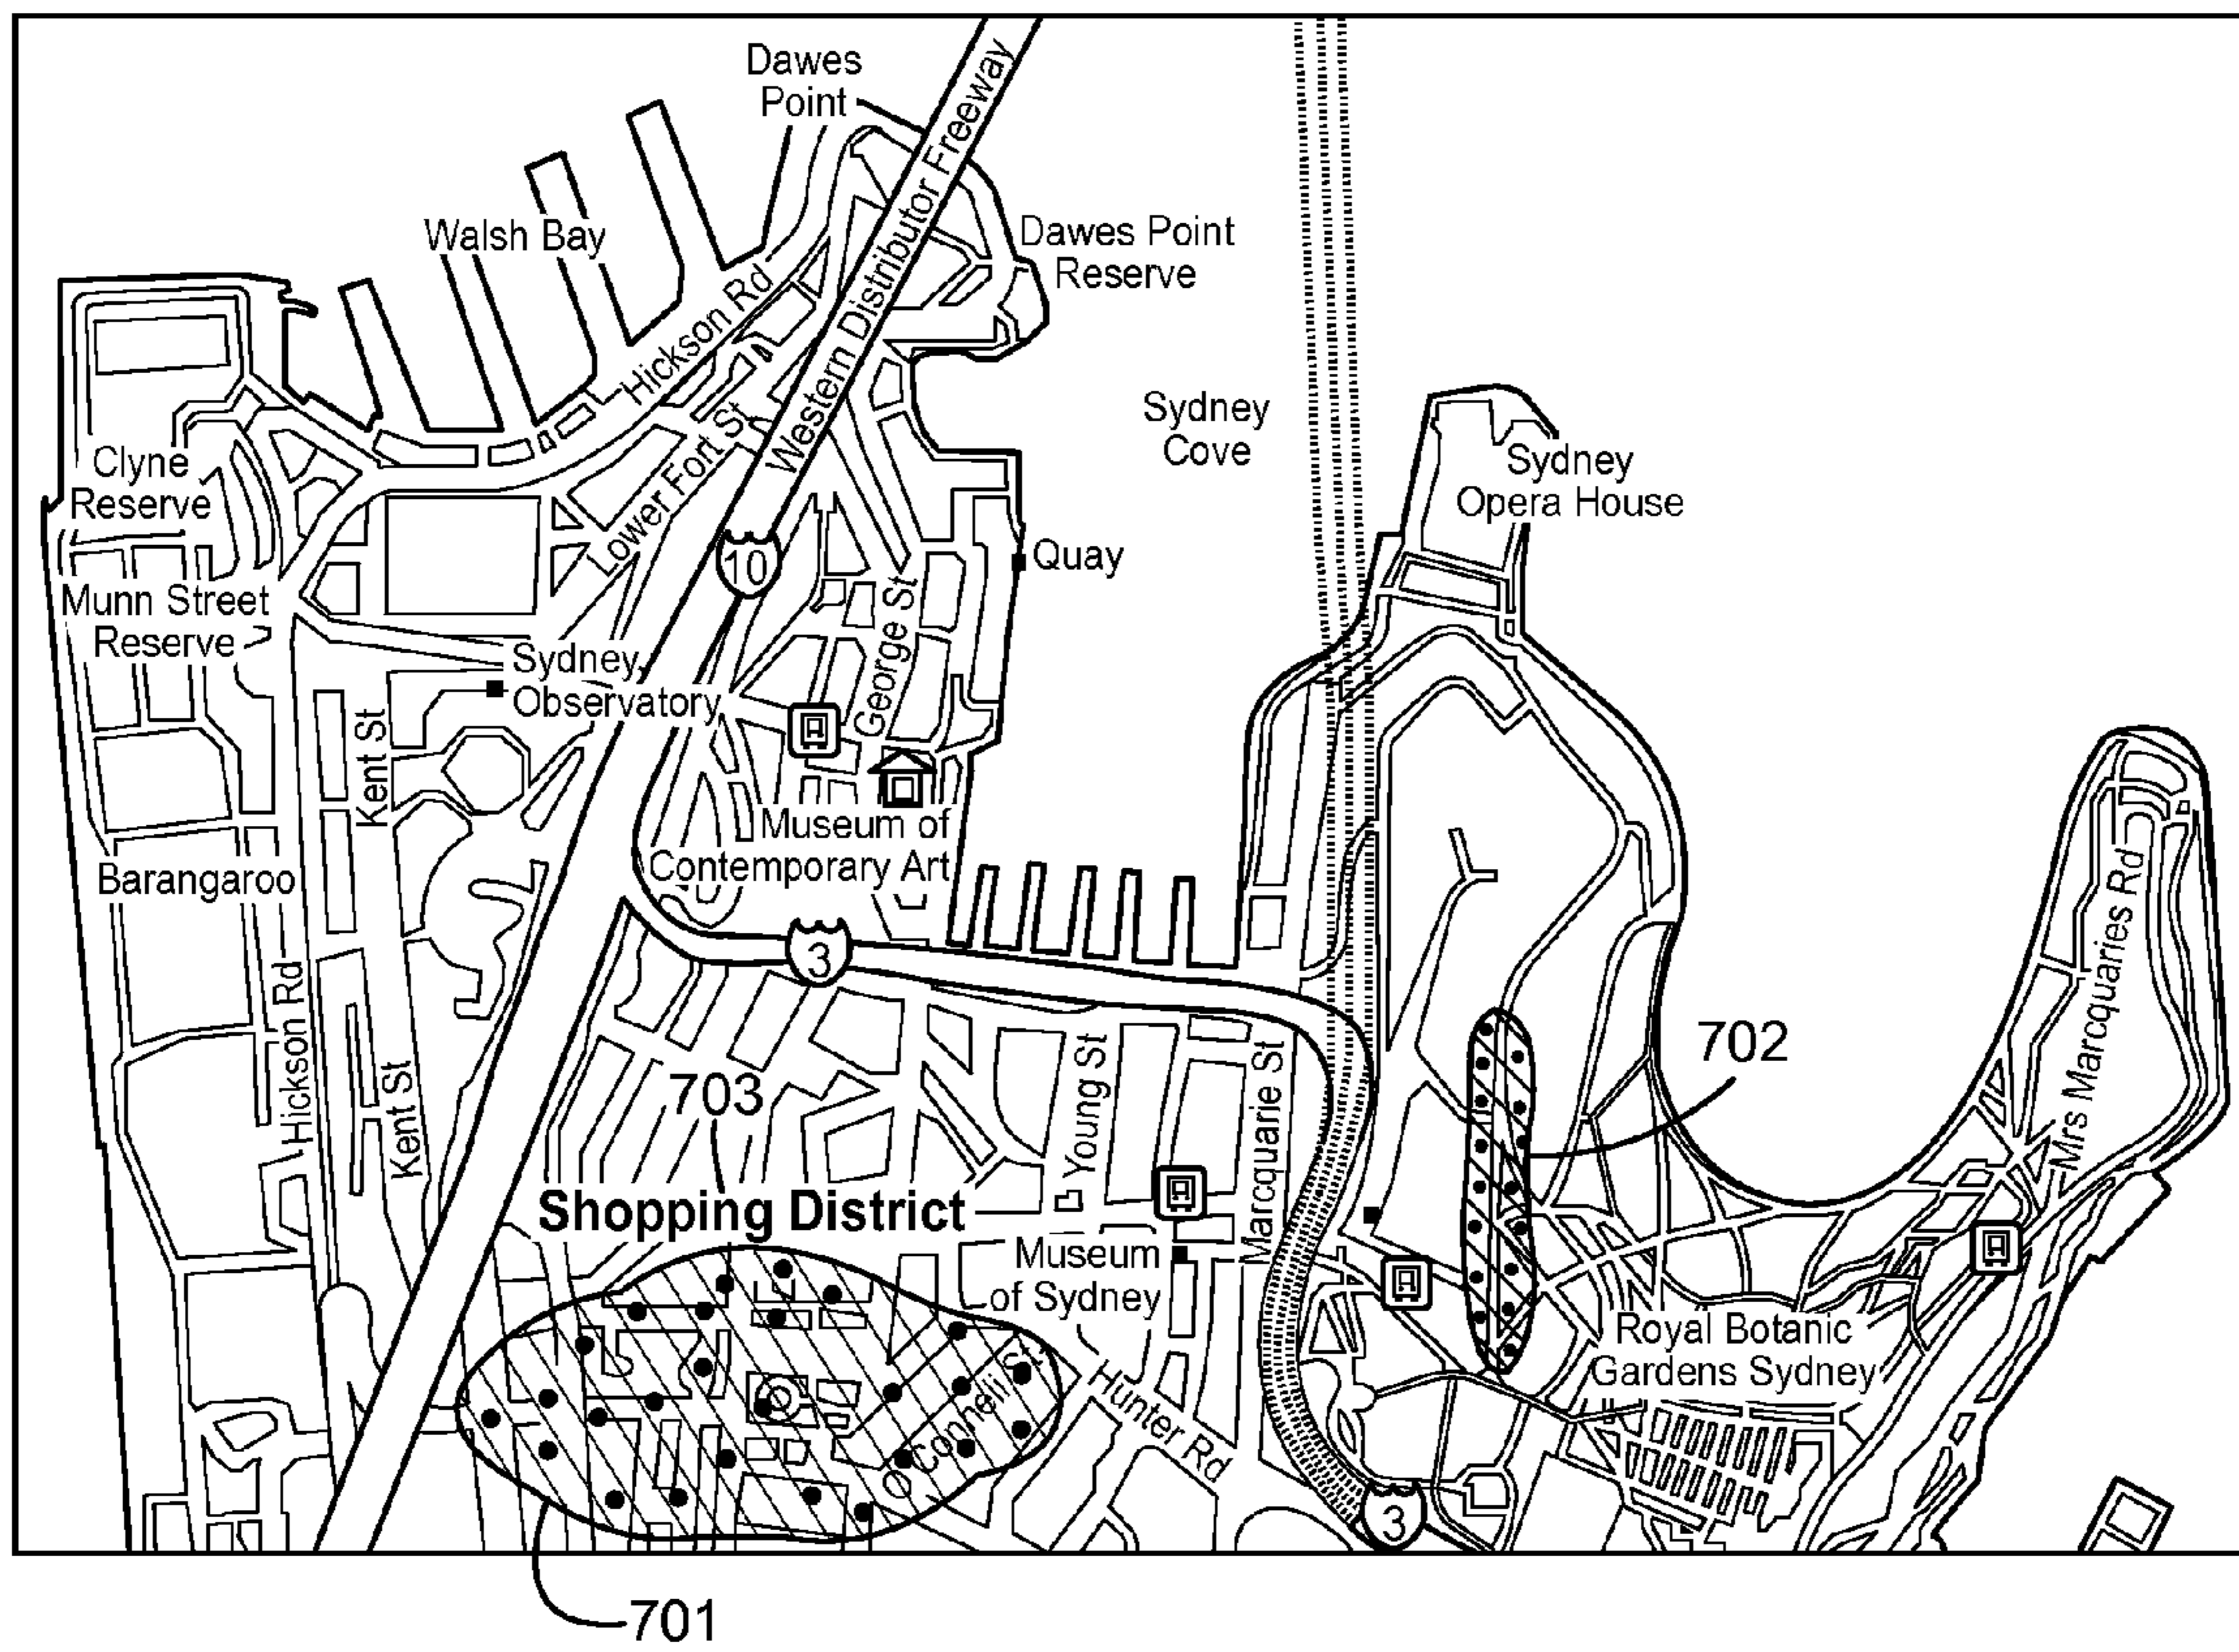 Dawes
Point
Western Distributor Freeway
Walsh Bay
Dawes Point
Reserve
Hickson Rd
Sydney
Cove
Clyne
Reserve
Lower Fort St
Sydney
Opera House
10
Quay
Munn Street
Reserve
George St
Sydney
Observatory
Kent St
Museum of
Contemporary Art
Barangaroo
Mrs Marcquaries Rd
3
Hickson Rd
Kent St
Young St
Marcquarie St
702
703
Shopping District
Museum
of Sydney
Royal Botanic
Gardens Sydney
O Connell St
Hunter Rd
3
701